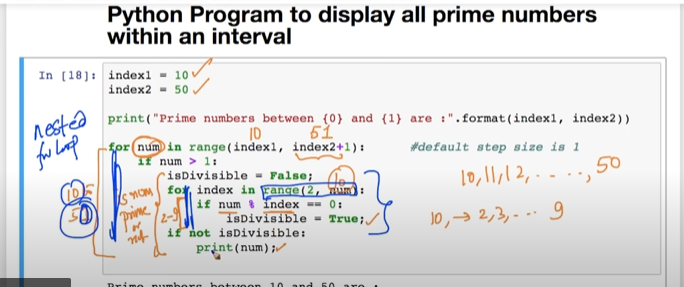 Python Program to display all prime numbers
within an interval
In [18]: index1 = 10
index2 = 50
print("Prime numbers between {0} and {1} are :".format(index1, index2))
nested
for loop
10 51
for num in range(index1, index2+1): #default step size is 1
if num > 1:
isDivisible = False; 10
10, 11, 12, - . . - . , 50
for index in range(2, num):
if num % index == 0:
isDivisible = True;
if not isDivisible:
print(num);
10
50
is num
prime
or
not
2-9
10, → 2, 3, - . . 9
Prime numbers between 10 and 50 are :